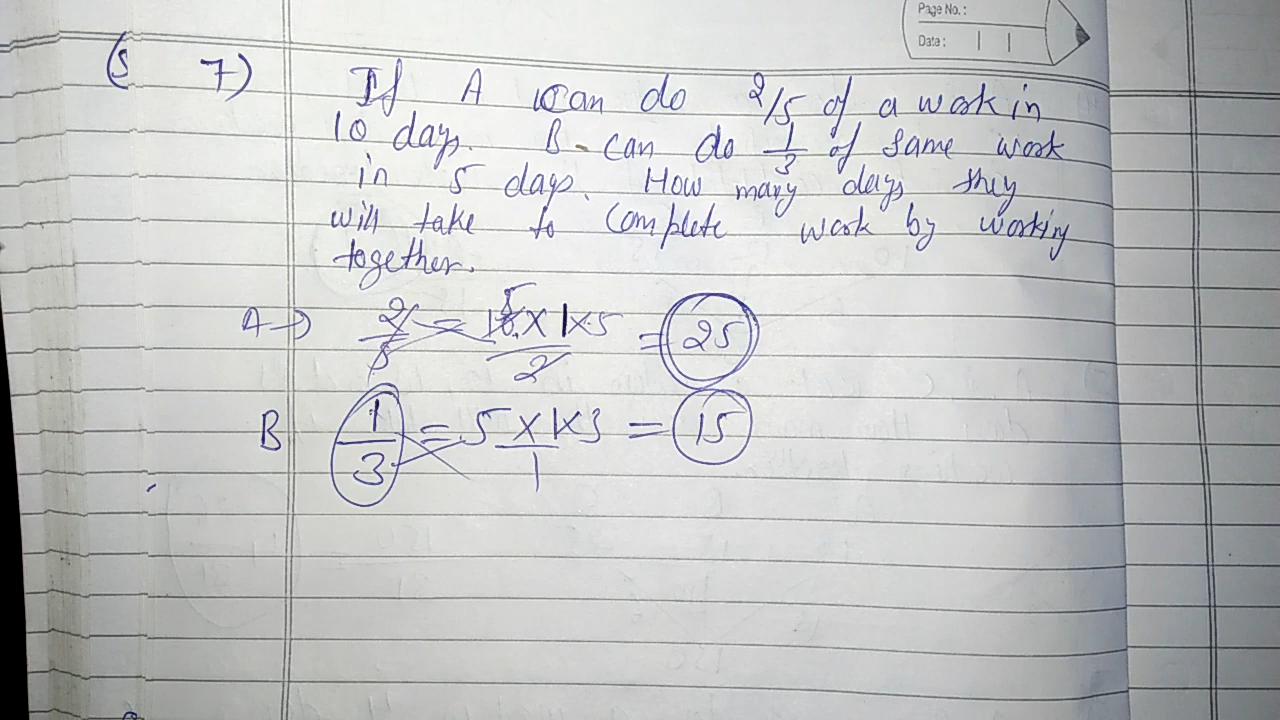 Page No.:
Date:
(5 7) If A can do 2/5 of a work in
10 days. B - can do 1/3 of same work
in 5 days. How many days they
will take to complete work by working
together.
A → 2/5 = 10 5 × 1 × 5 / 2 = 25
B 1/3 = 5 × 1 × 3 / 1 = 15